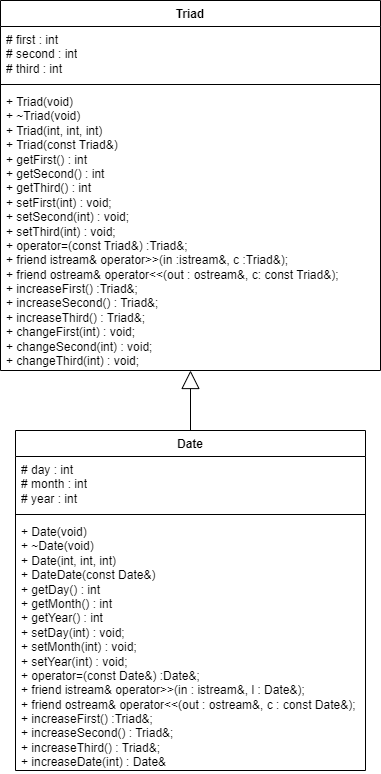 Triad
# first : int
# second : int
# third : int
+ Triad(void)
+ ~Triad(void)
+ Triad(int, int, int)
+ Triad(const Triad&)
+ getFirst() : int
+ getSecond() : int
+ getThird() : int
+ setFirst(int) : void;
+ setSecond(int) : void;
+ setThird(int) : void;
+ operator=(const Triad&) :Triad&;
+ friend istream& operator>>(in :istream&, c :Triad&);
+ friend ostream& operator<<(out : ostream&, c: const Triad&);
+ increaseFirst() :Triad&;
+ increaseSecond() : Triad&;
+ increaseThird() : Triad&;
+ changeFirst(int) : void;
+ changeSecond(int) : void;
+ changeThird(int) : void;
Date
# day : int
# month : int
# year : int
+ Date(void)
+ ~Date(void)
+ Date(int, int, int)
+ DateDate(const Date&)
+ getDay() : int
+ getMonth() : int
+ getYear() : int
+ setDay(int) : void;
+ setMonth(int) : void;
+ setYear(int) : void;
+ operator=(const Date&) :Date&;
+ friend istream& operator>>(in : istream&, l : Date&);
+ friend ostream& operator<<(out : ostream&, c : const Date&);
+ increaseFirst() :Triad&;
+ increaseSecond() : Triad&;
+ increaseThird() : Triad&;
+ increaseDate(int) : Date&